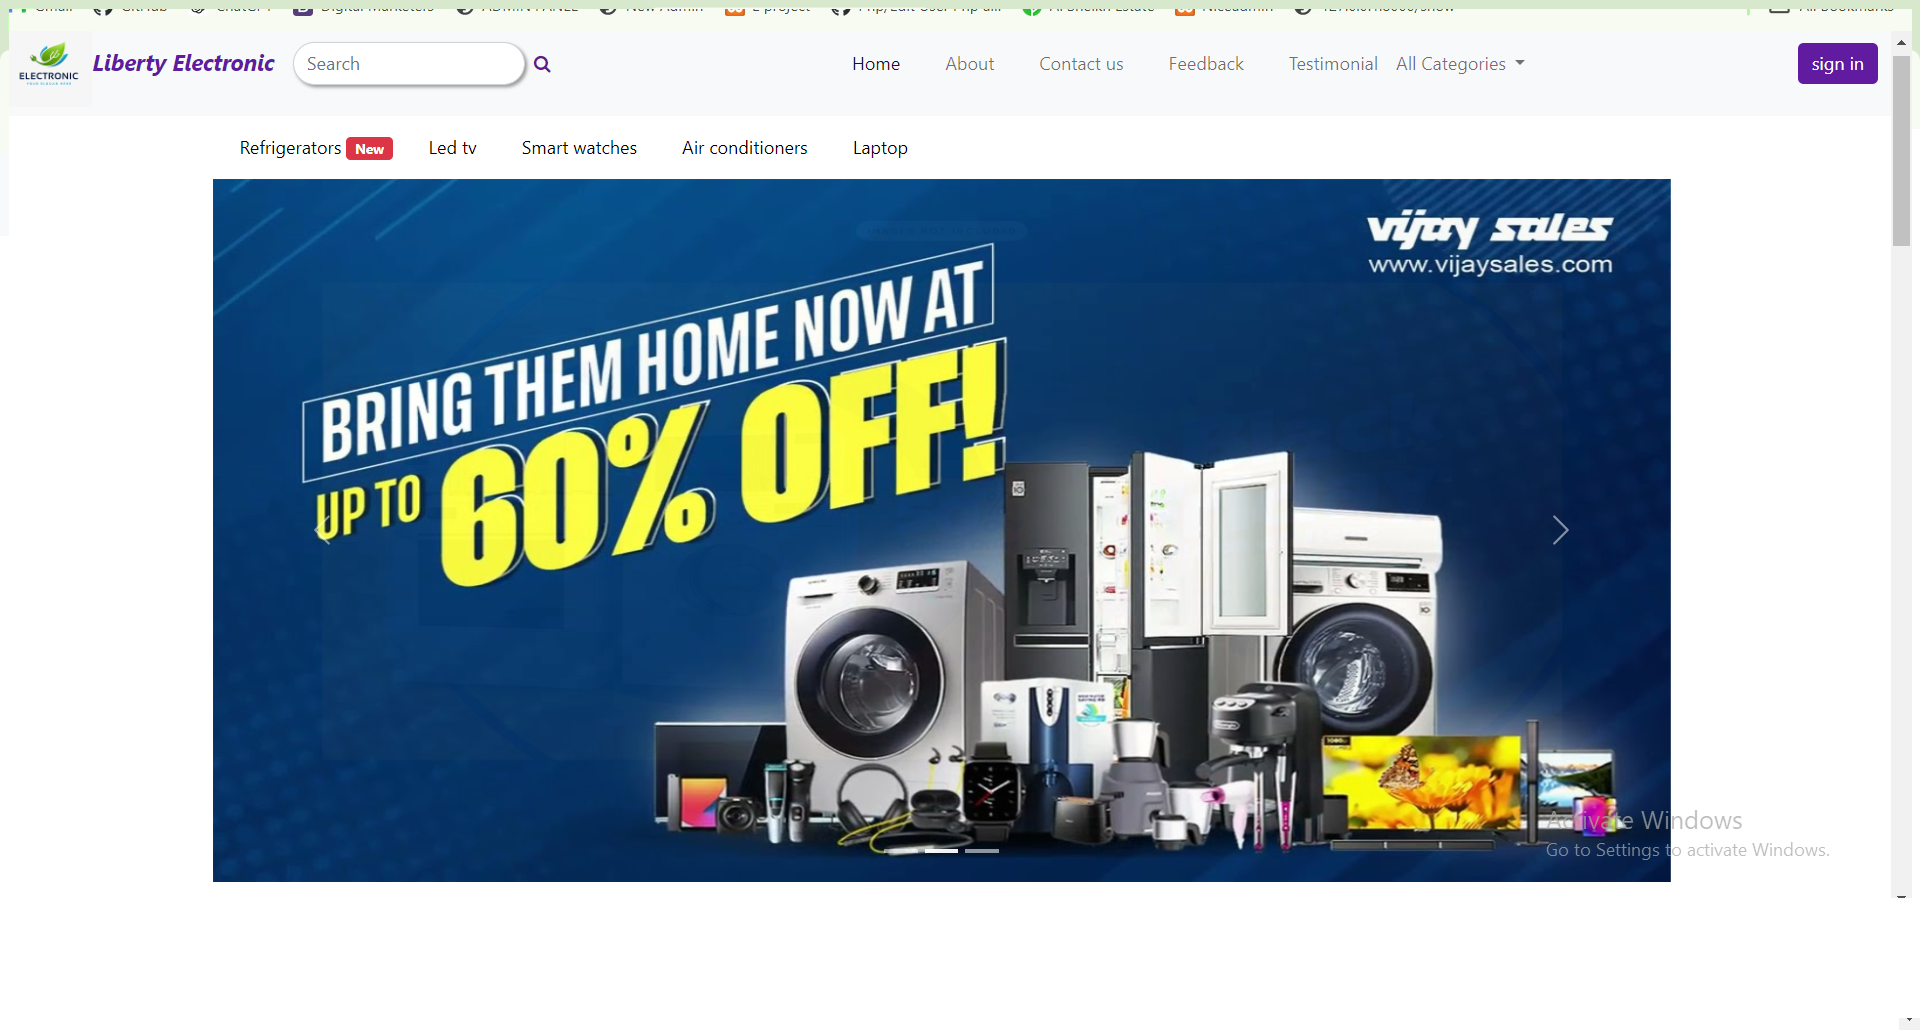 ELECTRONIC
Liberty Electronic
Search
Home
About
Contact us
Feedback
Testimonial
All Categories
sign in
Refrigerators New
Led tv
Smart watches
Air conditioners
Laptop
vijay sales
www.vijaysales.com
BRING THEM HOME NOW AT
UP TO 60% OFF!
Activate Windows
Go to Settings to activate Windows.